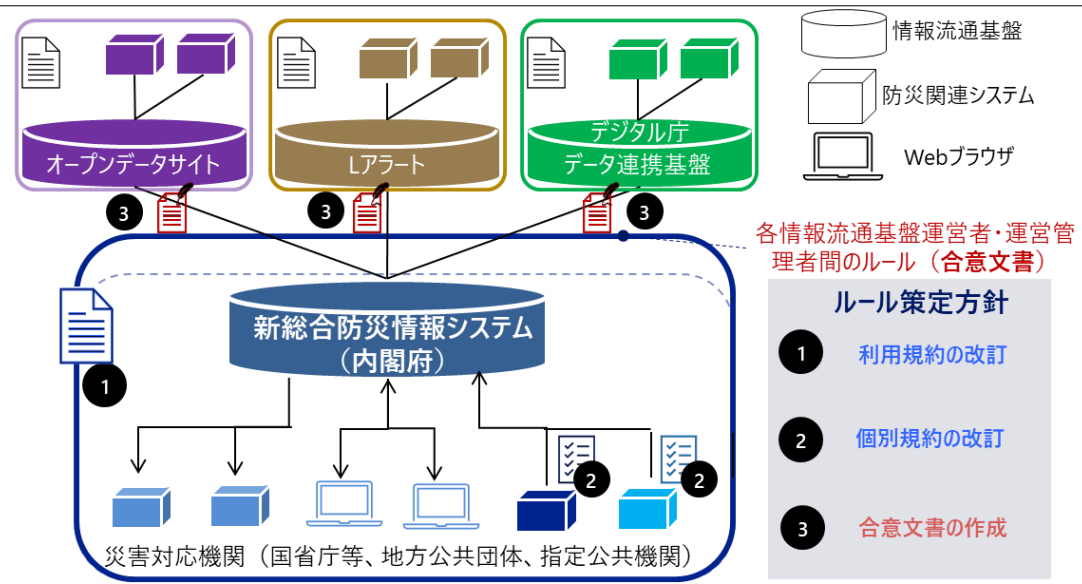 情報流通基盤
防災関連システム
Webブラウザ
オープンデータサイト
Lアラート
デジタル庁
データ連携基盤
3
3
3
各情報流通基盤運営者・運営管
理者間のルール(合意文書)
新総合防災情報システム
(内閣府)
1
2
2
災害対応機関(国省庁等、地方公共団体、指定公共機関)
ルール策定方針
1 利用規約の改訂
2 個別規約の改訂
3 合意文書の作成